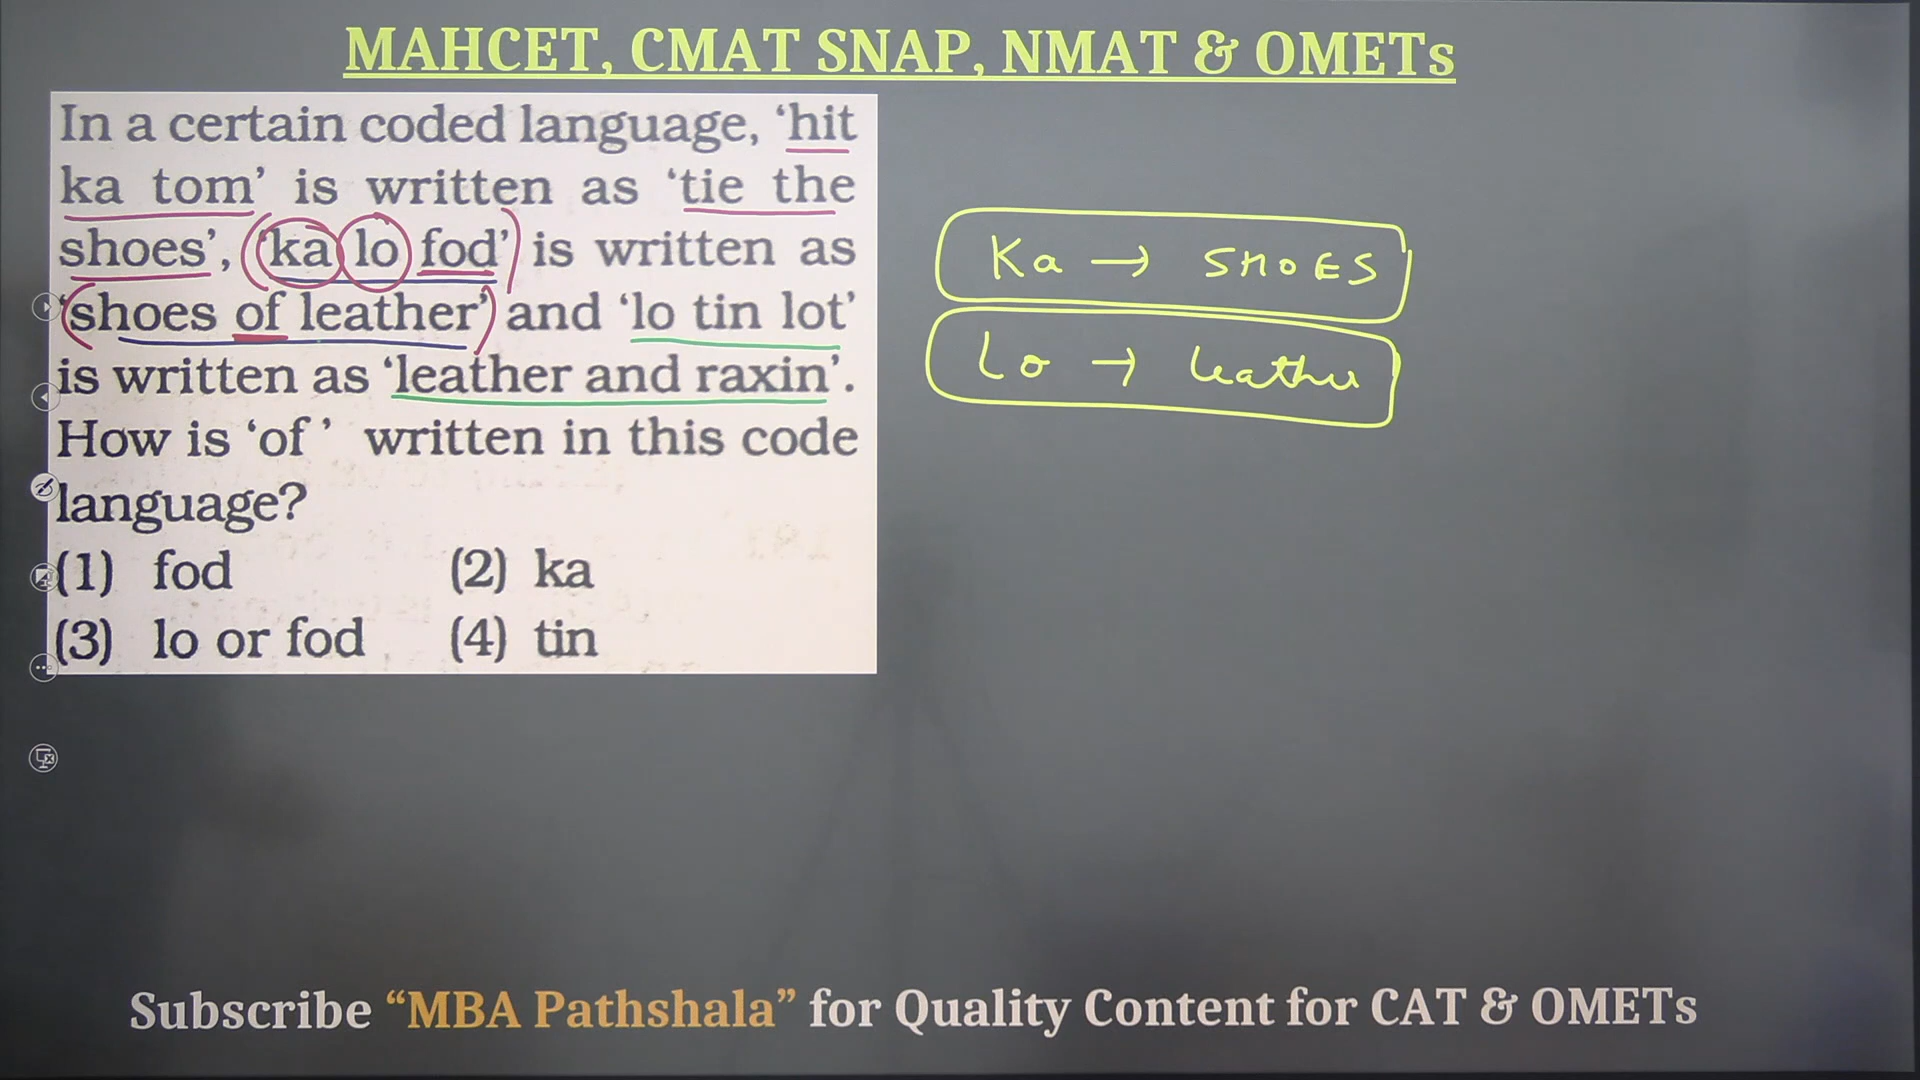 MAHCET, CMAT SNAP, NMAT & OMETs
In a certain coded language, ‘hit
ka tom’ is written as ‘tie the
shoes’, ‘ka lo fod’ is written as
‘shoes of leather’ and ‘lo tin lot’
is written as ‘leather and raxin’.
How is ‘of’ written in this code
language?
(1) fod (2) ka
(3) lo or fod (4) tin
Ka → SHOES
Lo → leather
Subscribe “MBA Pathshala” for Quality Content for CAT & OMETs